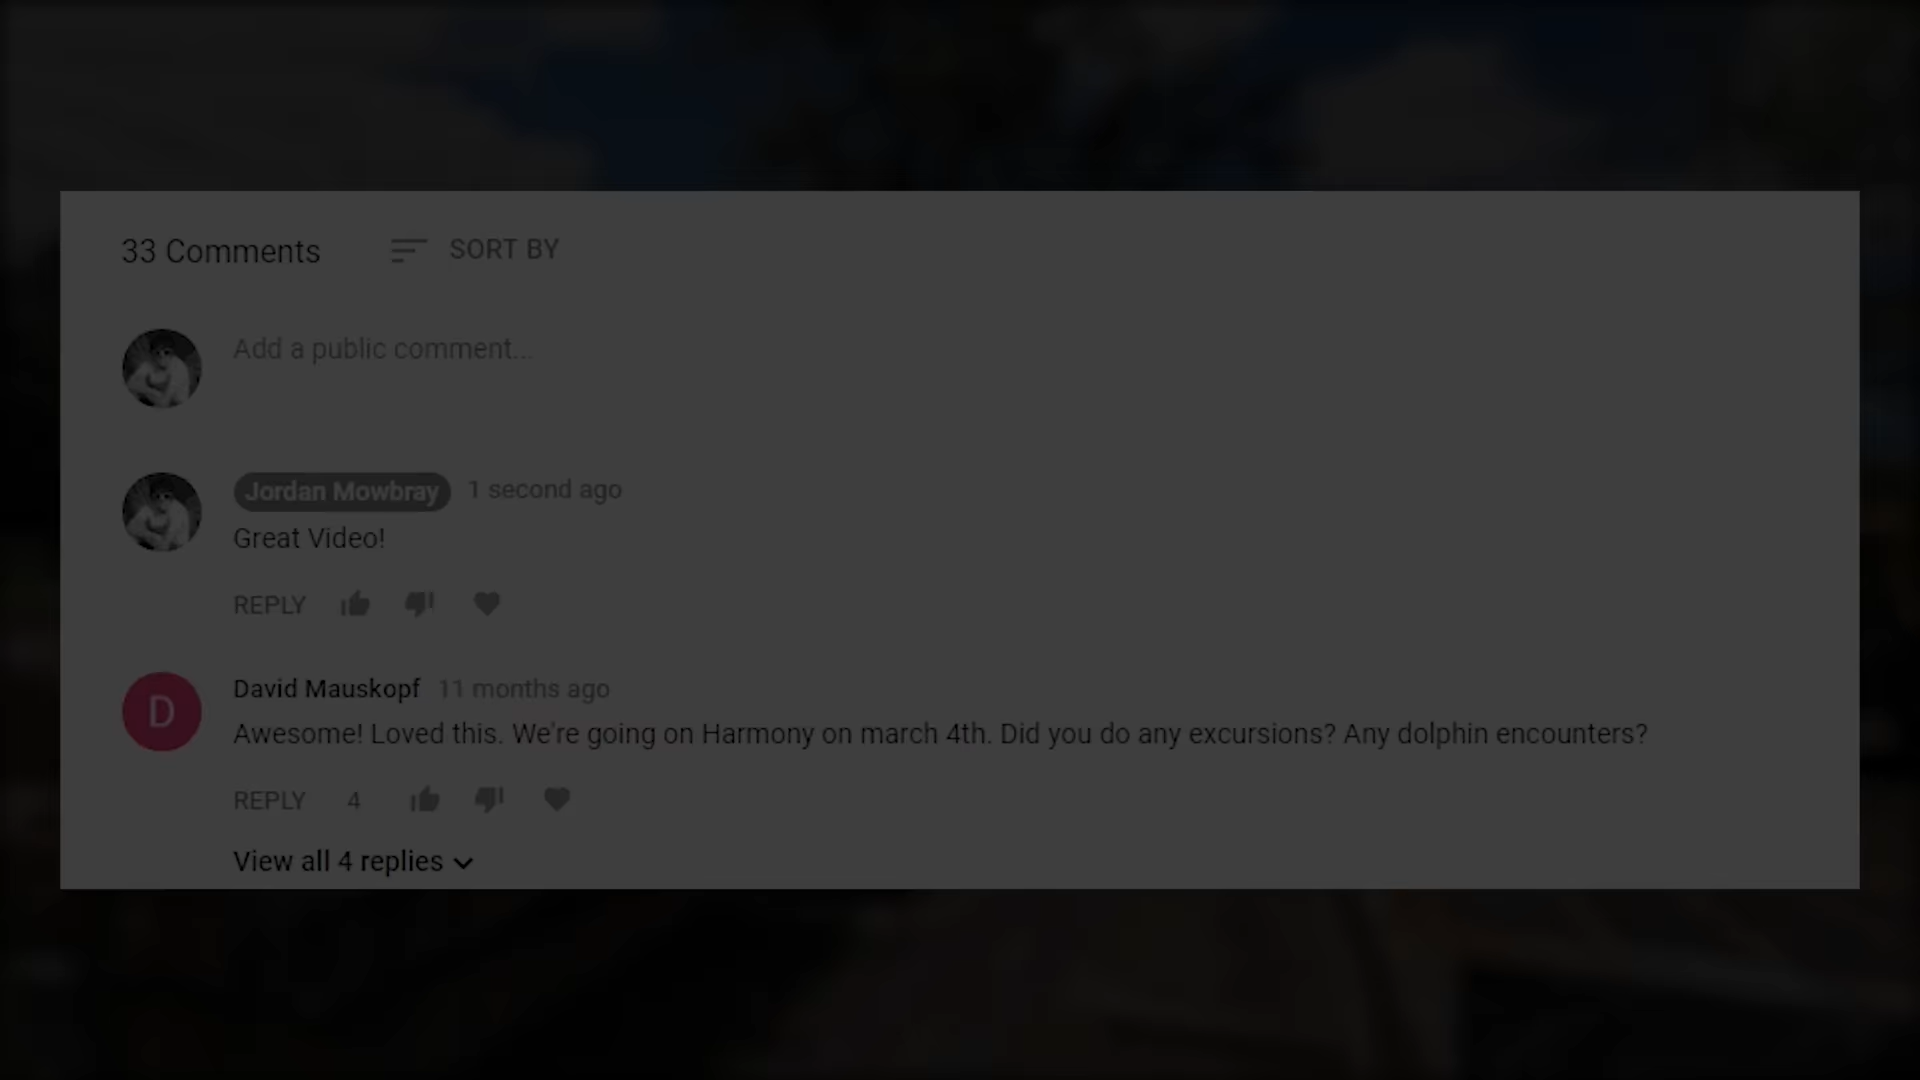 33 Comments SORT BY
Add a public comment...
Jordan Mowbray 1 second ago
Great Video!
REPLY
David Mauskopf 11 months ago
Awesome! Loved this. We're going on Harmony on march 4th. Did you do any excursions? Any dolphin encounters?
REPLY 4
View all 4 replies
D